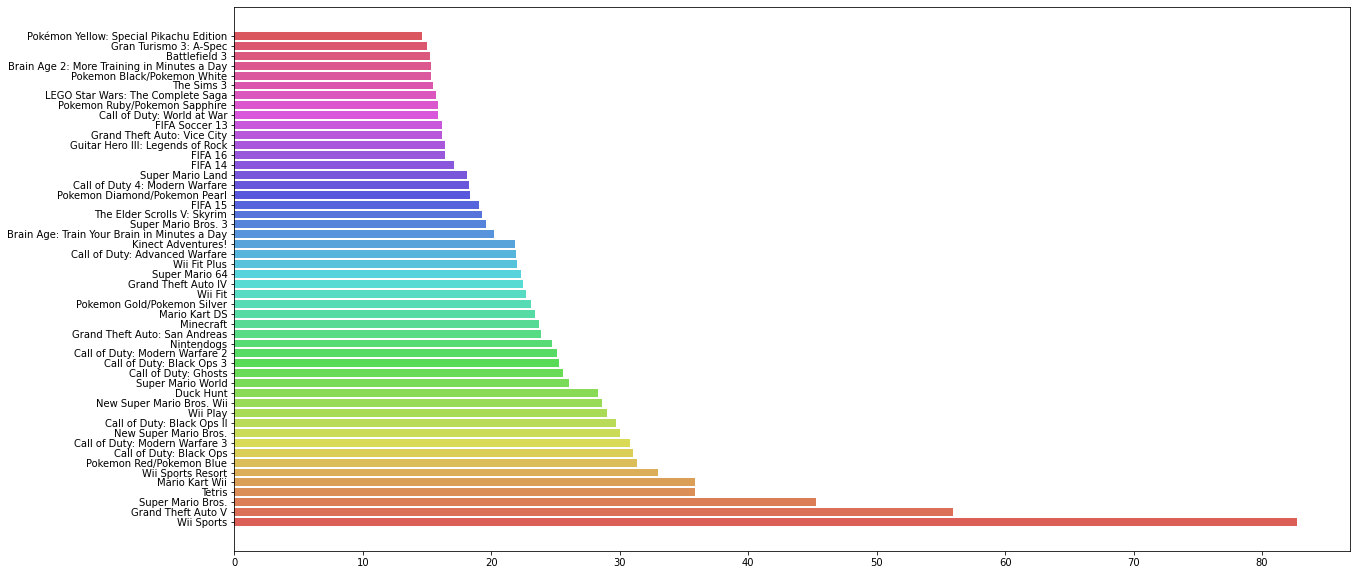 Pokémon Yellow: Special Pikachu Edition
Gran Turismo 3: A-Spec
Battlefield 3
Brain Age 2: More Training in Minutes a Day
Pokemon Black/Pokemon White
The Sims 3
LEGO Star Wars: The Complete Saga
Pokemon Ruby/Pokemon Sapphire
Call of Duty: World at War
FIFA Soccer 13
Grand Theft Auto: Vice City
Guitar Hero III: Legends of Rock
FIFA 16
FIFA 14
Super Mario Land
Call of Duty 4: Modern Warfare
Pokemon Diamond/Pokemon Pearl
FIFA 15
The Elder Scrolls V: Skyrim
Super Mario Bros. 3
Brain Age: Train Your Brain in Minutes a Day
Kinect Adventures!
Call of Duty: Advanced Warfare
Wii Fit Plus
Super Mario 64
Grand Theft Auto IV
Wii Fit
Pokemon Gold/Pokemon Silver
Mario Kart DS
Minecraft
Grand Theft Auto: San Andreas
Nintendogs
Call of Duty: Modern Warfare 2
Call of Duty: Black Ops 3
Call of Duty: Ghosts
Super Mario World
Duck Hunt
New Super Mario Bros. Wii
Wii Play
Call of Duty: Black Ops II
New Super Mario Bros.
Call of Duty: Modern Warfare 3
Call of Duty: Black Ops
Pokemon Red/Pokemon Blue
Wii Sports Resort
Mario Kart Wii
Tetris
Super Mario Bros.
Grand Theft Auto V
Wii Sports
0 10 20 30 40 50 60 70 80